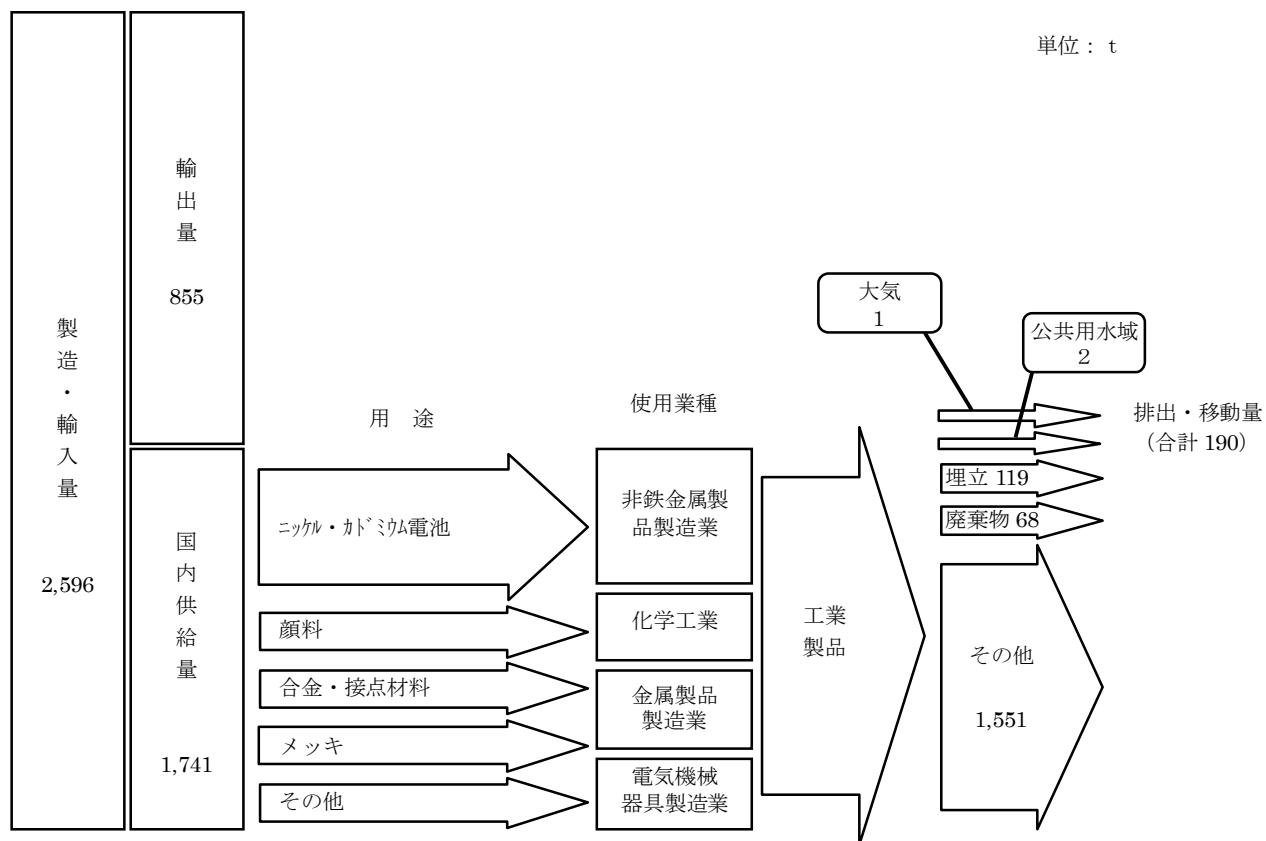 単位： t
輸出量
855
製造・輸入量
2,596
国内供給量
1,741
用　途
ﾆｯｹﾙ・ｶﾄﾞﾐｳﾑ電池
顔料
合金・接点材料
メッキ
その他
使用業種
非鉄金属製
品製造業
化学工業
金属製品
製造業
電気機械
器具製造業
工業
製品
大気
1
公共用水域
2
埋立 119
廃棄物 68
その他
1,551
排出・移動量
（合計 190）